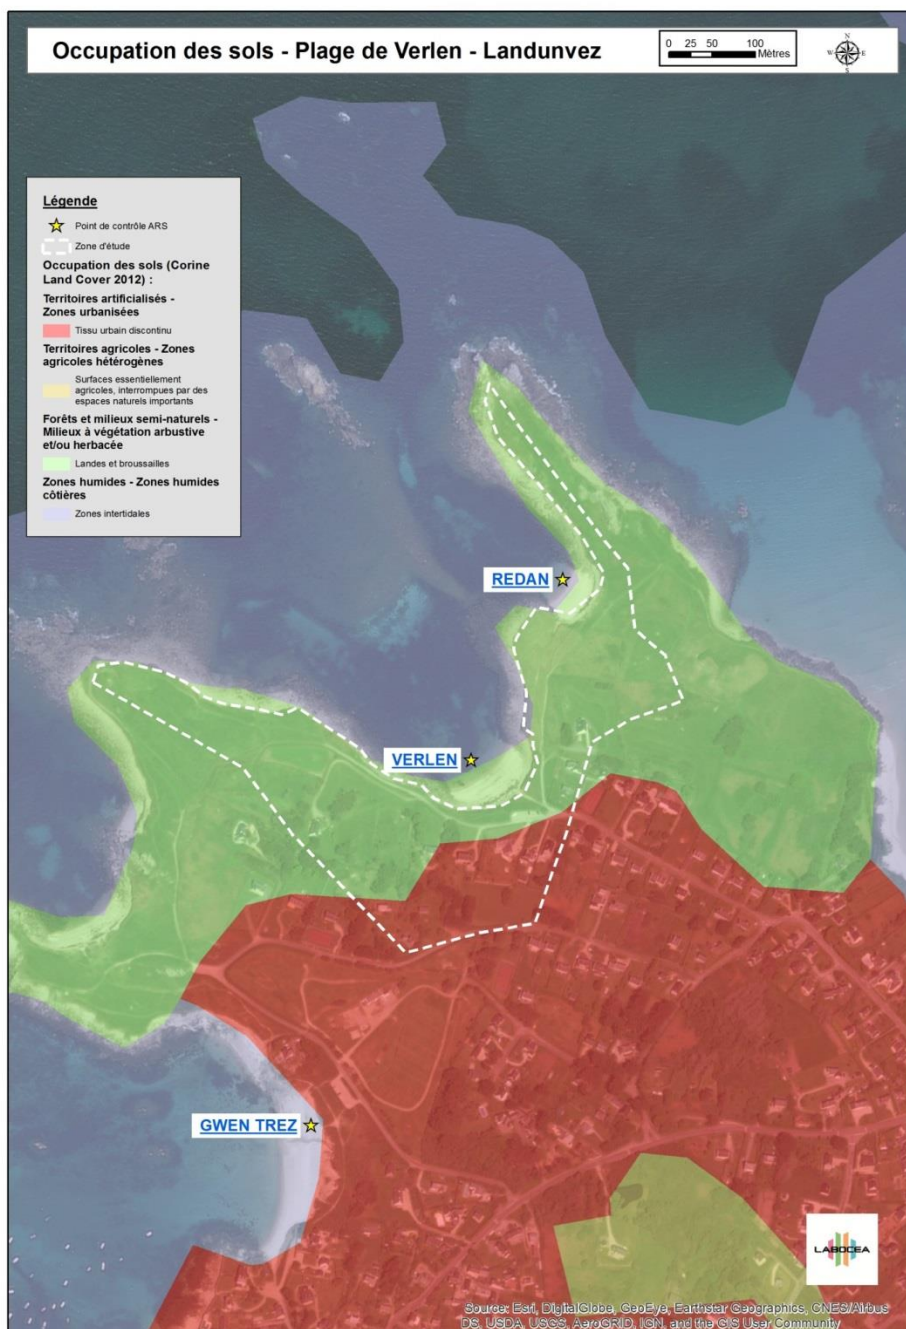 Occupation des sols - Plage de Verlen - Landunvez
0 25 50 100
Mètres
N
W E
S
Légende
Point de contrôle ARS
Zone d'étude
Occupation des sols (Corine
Land Cover 2012) :
Territoires artificialisés -
Zones urbanisées
Tissu urbain discontinu
Territoires agricoles - Zones
agricoles hétérogènes
Surfaces essentiellement
agricoles, interrompues par des
espaces naturels importants
Forêts et milieux semi-naturels -
Milieux à végétation arbustive
et/ou herbacée
Landes et broussailles
Zones humides - Zones humides
côtières
Zones intertidales
REDAN
VERLEN
GWEN TREZ
LABOCEA
Source: Esri, DigitalGlobe, GeoEye, Earthstar Geographics, CNES/Airbus
DS, USDA, USGS, AeroGRID, IGN, and the GIS User Community